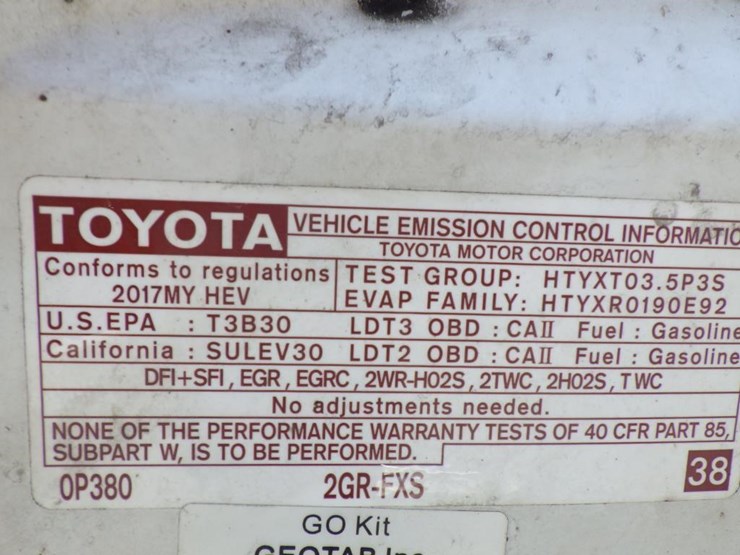 TOYOTA VEHICLE EMISSION CONTROL
TOYOTA MOTOR CORPORATION
Conforms to regulations TEST GROUP: HTYXT03.5P3S
2017MY HEV EVAP FAMILY: HTYXR0190E92
U.S.EPA : T3B30 LDT3 OBD : CAII Fuel : Gasoline
California : SULEV30 LDT2 OBD : CAII Fuel : Gasoline
DFI+SFI, EGR, EGRC, 2WR-HO2S, 2TWC, 2HO2S, TWC
No adjustments needed.
NONE OF THE PERFORMANCE WARRANTY TESTS OF 40 CFR PART 85,
SUBPART W, IS TO BE PERFORMED.
0P380 2GR-FXS 38
GO Kit
GEOTAB Inc